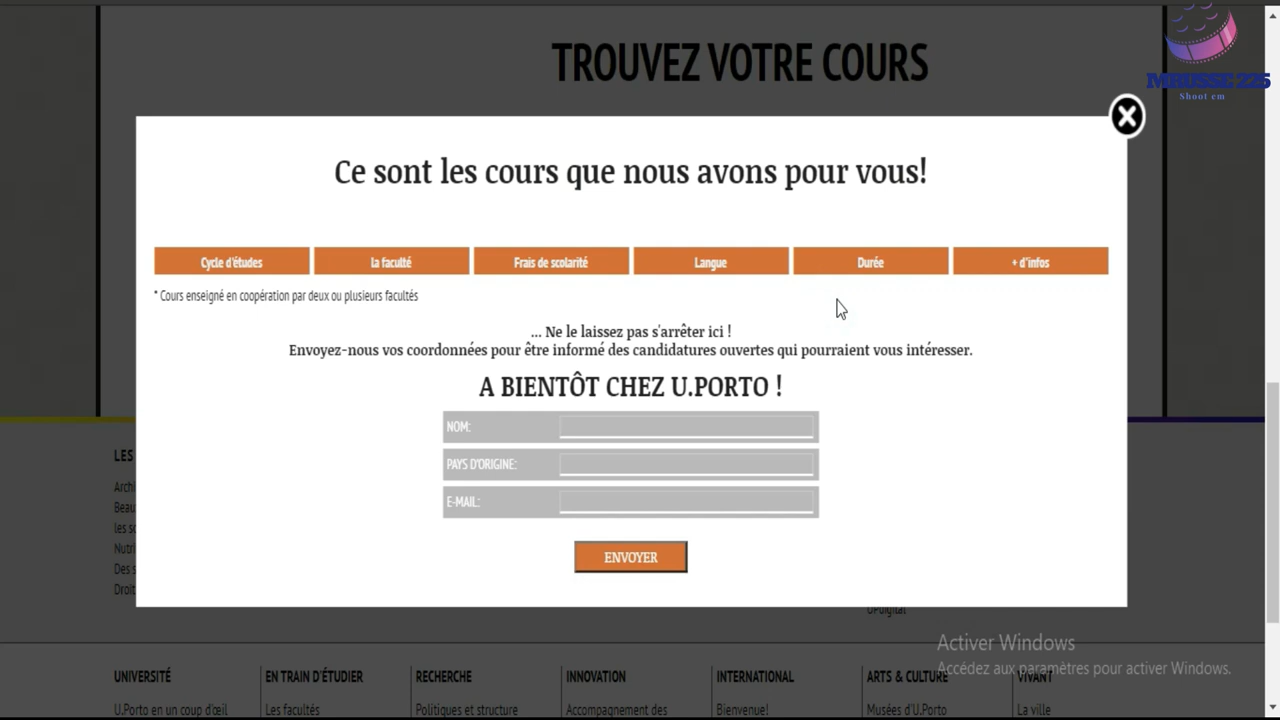 TROUVEZ VOTRE COURS
MRUSSE 225
Shoot em
Ce sont les cours que nous avons pour vous!
Cycle d'études la faculté Frais de scolarité Langue Durée + d'infos
* Cours enseigné en coopération par deux ou plusieurs facultés
... Ne le laissez pas s'arrêter ici !
Envoyez-nous vos coordonnées pour être informé des candidatures ouvertes qui pourraient vous intéresser.
A BIENTÔT CHEZ U.PORTO !
NOM:
PAYS D'ORIGINE:
E-MAIL:
ENVOYER
LES
Archi
Beau
les sc
Nutri
Des s
Droit
UPdigital
Activer Windows
Accédez aux paramètres pour activer Windows.
UNIVERSITÉ EN TRAIN D'ÉTUDIER RECHERCHE INNOVATION INTERNATIONAL ARTS & CULTURE VIVANT
U.Porto en un coup d'œil Les facultés Politiques et structure Accompagnement des Bienvenue! Musées d'U.Porto La ville